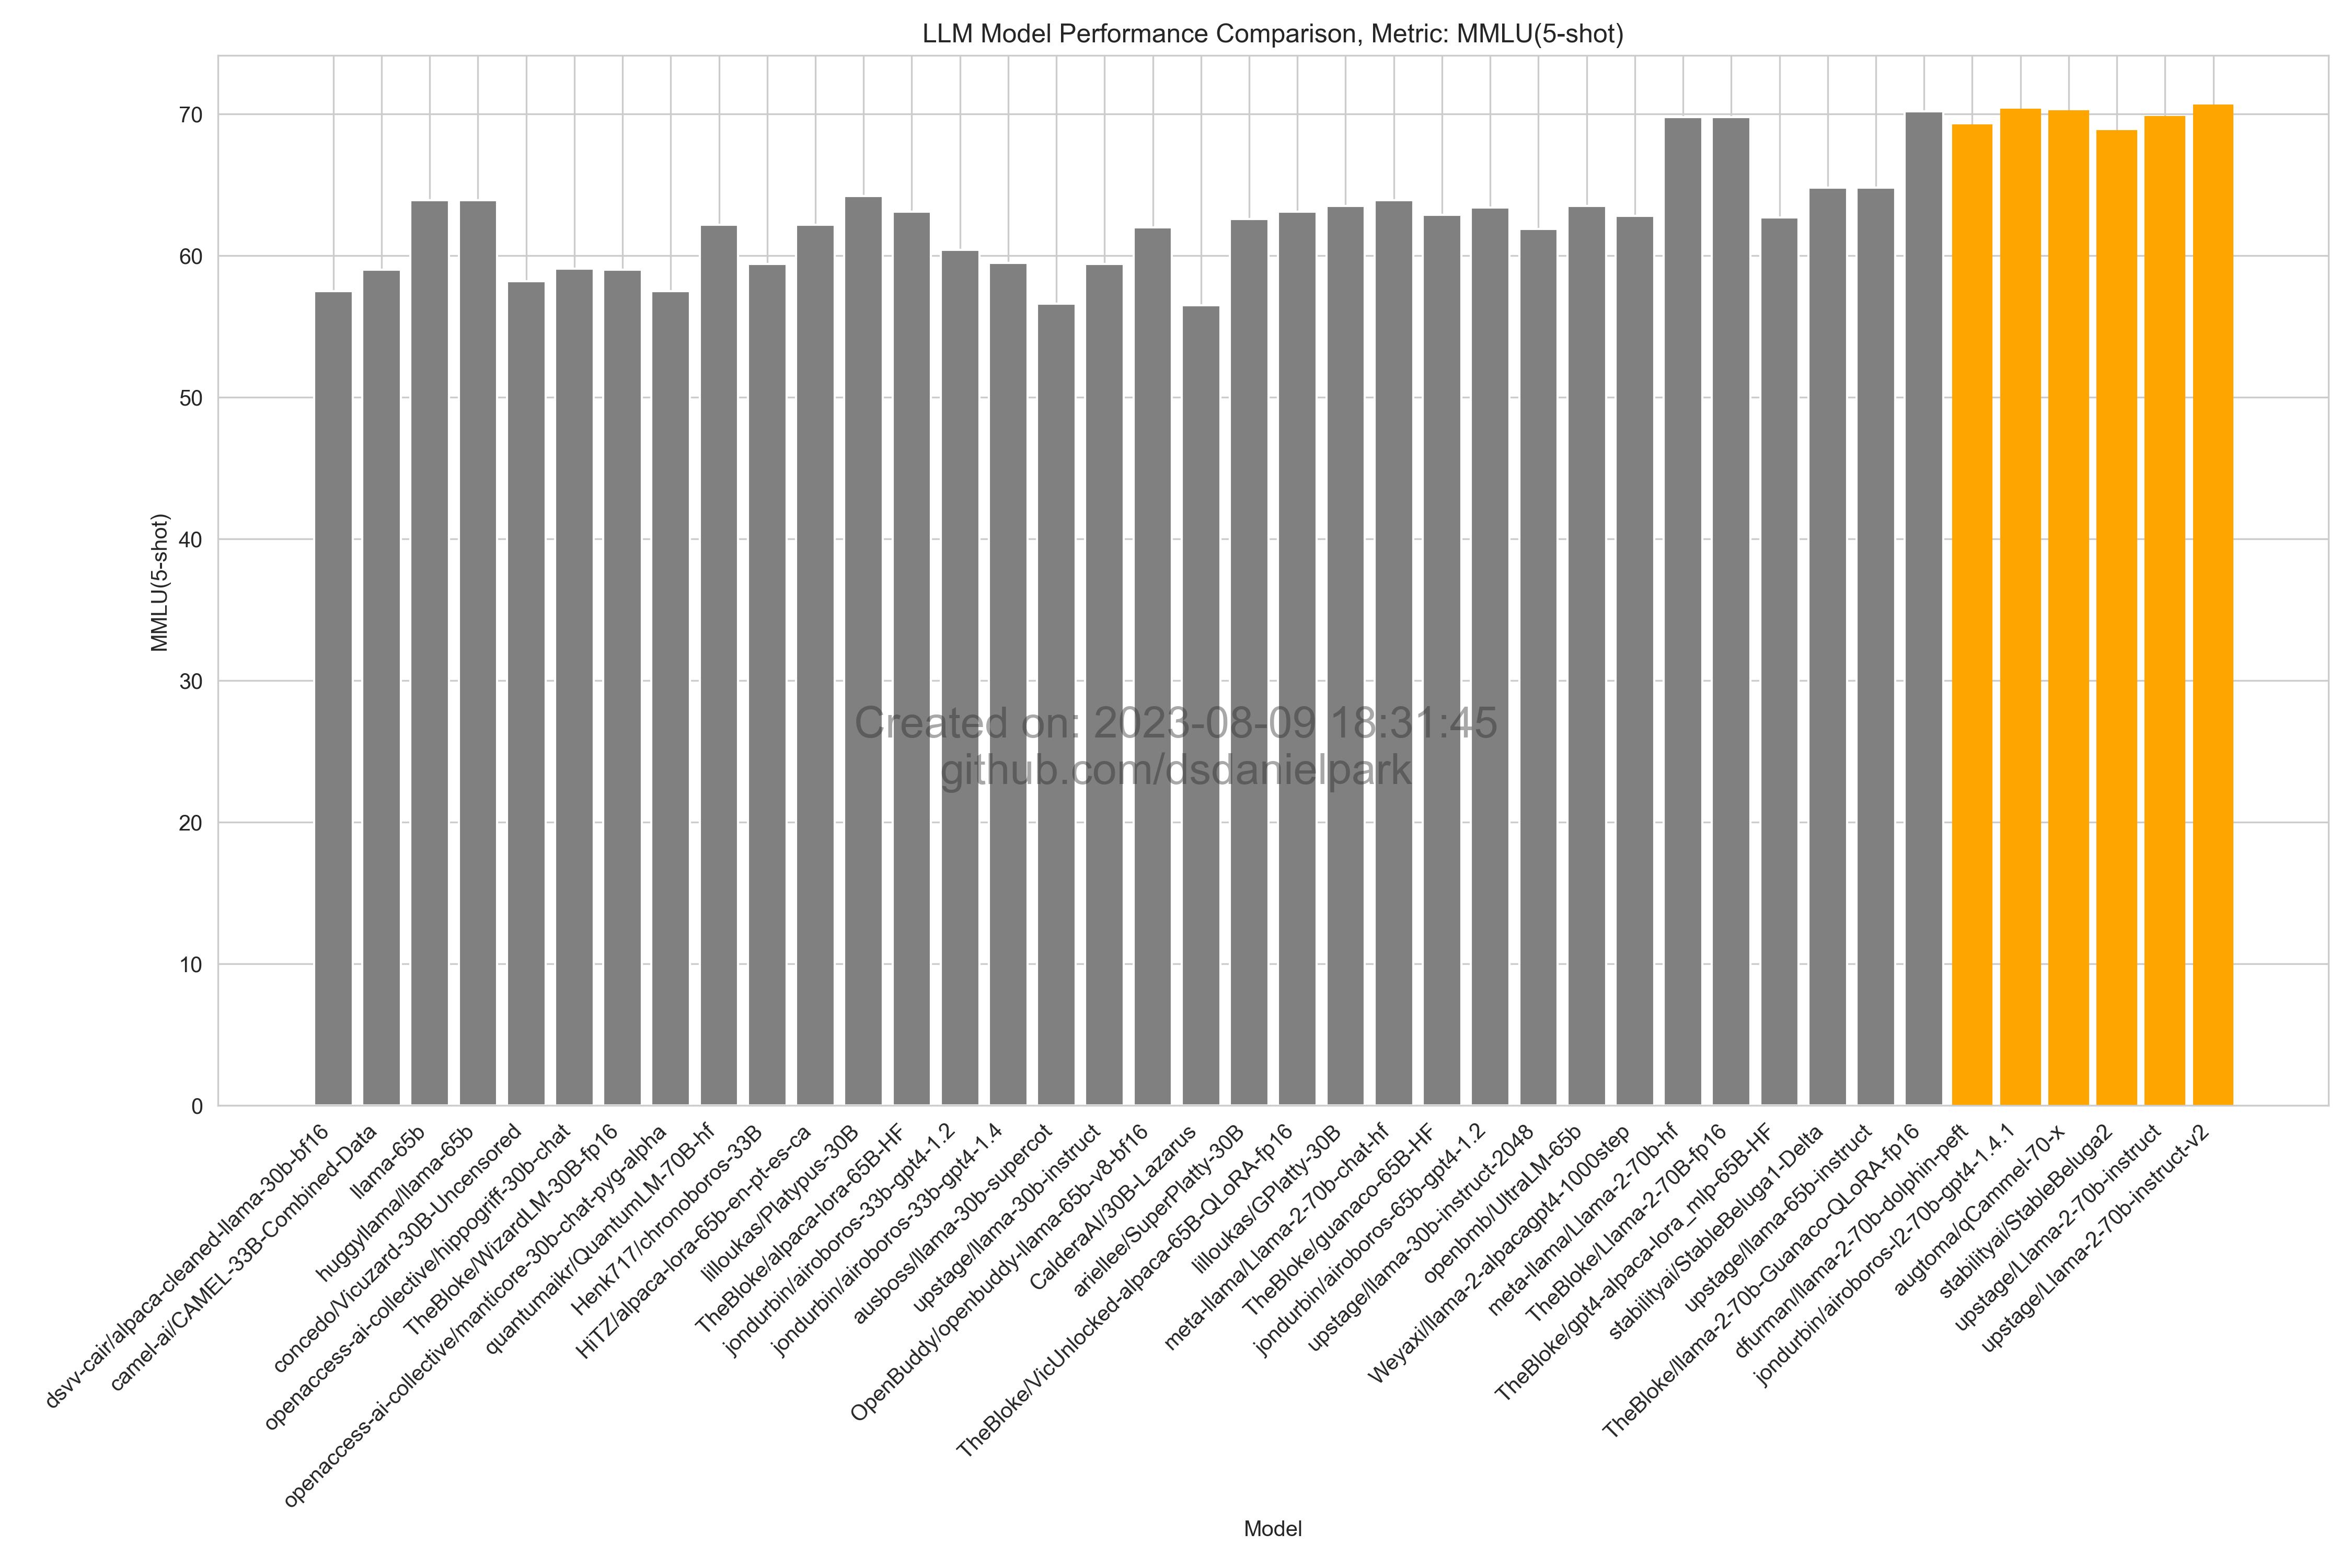 LLM Model Performance Comparison, Metric: MMLU(5-shot)
MMLU(5-shot)
70
60
50
40
30
20
10
0
Created on: 2023-08-09 18:31:45
github.com/dsdanielpark
dsvv-cair/alpaca-cleaned-llama-30b-bf16
camel-ai/CAMEL-33B-Combined-Data
llama-65b
huggyllama/llama-65b
concedo/Vicuzard-30B-Uncensored
openaccess-ai-collective/hippogriff-30b-chat
TheBloke/WizardLM-30B-fp16
openaccess-ai-collective/manticore-30b-chat-pyg-alpha
quantumaikr/QuantumLM-70B-hf
Henk717/chronoboros-33B
HiTZ/alpaca-lora-65b-en-pt-es-ca
lilloukas/Platypus-30B
TheBloke/alpaca-lora-65B-HF
jondurbin/airoboros-33b-gpt4-1.2
jondurbin/airoboros-33b-gpt4-1.4
ausboss/llama-30b-supercot
upstage/llama-30b-instruct
OpenBuddy/openbuddy-llama-65b-v8-bf16
CalderaAI/30B-Lazarus
ariellee/SuperPlatty-30B
TheBloke/VicUnlocked-alpaca-65B-QLoRA-fp16
lilloukas/GPlatty-30B
meta-llama/Llama-2-70b-chat-hf
TheBloke/guanaco-65B-HF
jondurbin/airoboros-65b-gpt4-1.2
upstage/llama-30b-instruct-2048
openbmb/UltraLM-65b
Weyaxi/llama-2-alpacagpt4-1000step
meta-llama/Llama-2-70b-hf
TheBloke/Llama-2-70B-fp16
TheBloke/gpt4-alpaca-lora_mlp-65B-HF
stabilityai/StableBeluga1-Delta
upstage/llama-65b-instruct
TheBloke/llama-2-70b-Guanaco-QLoRA-fp16
dfurman/llama-2-70b-dolphin-peft
jondurbin/airoboros-l2-70b-gpt4-1.4.1
augtoma/qCammel-70-x
stabilityai/StableBeluga2
upstage/Llama-2-70b-instruct
upstage/Llama-2-70b-instruct-v2
Model